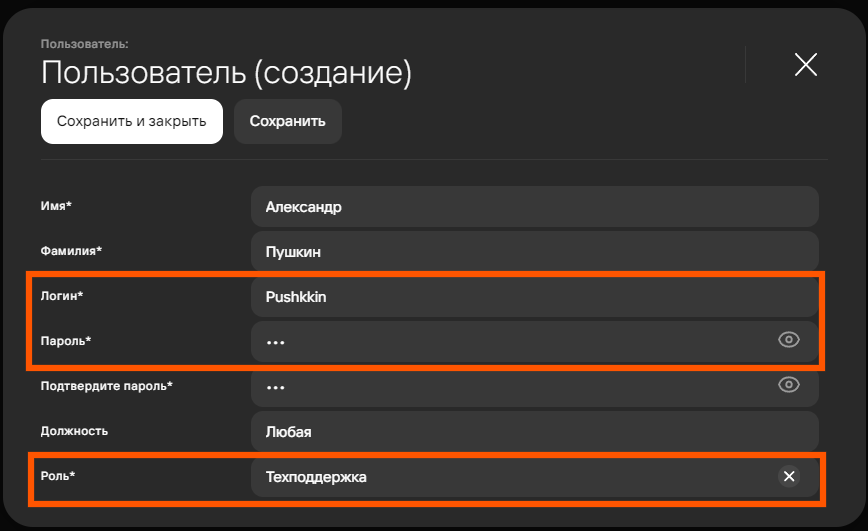 Пользователь:
Пользователь (создание)
Сохранить и закрыть Сохранить
Имя* Александр
Фамилия* Пушкин
Логин* Pushkkin
Пароль* •••
Подтвердите пароль* •••
Должность Любая
Роль* Техподдержка